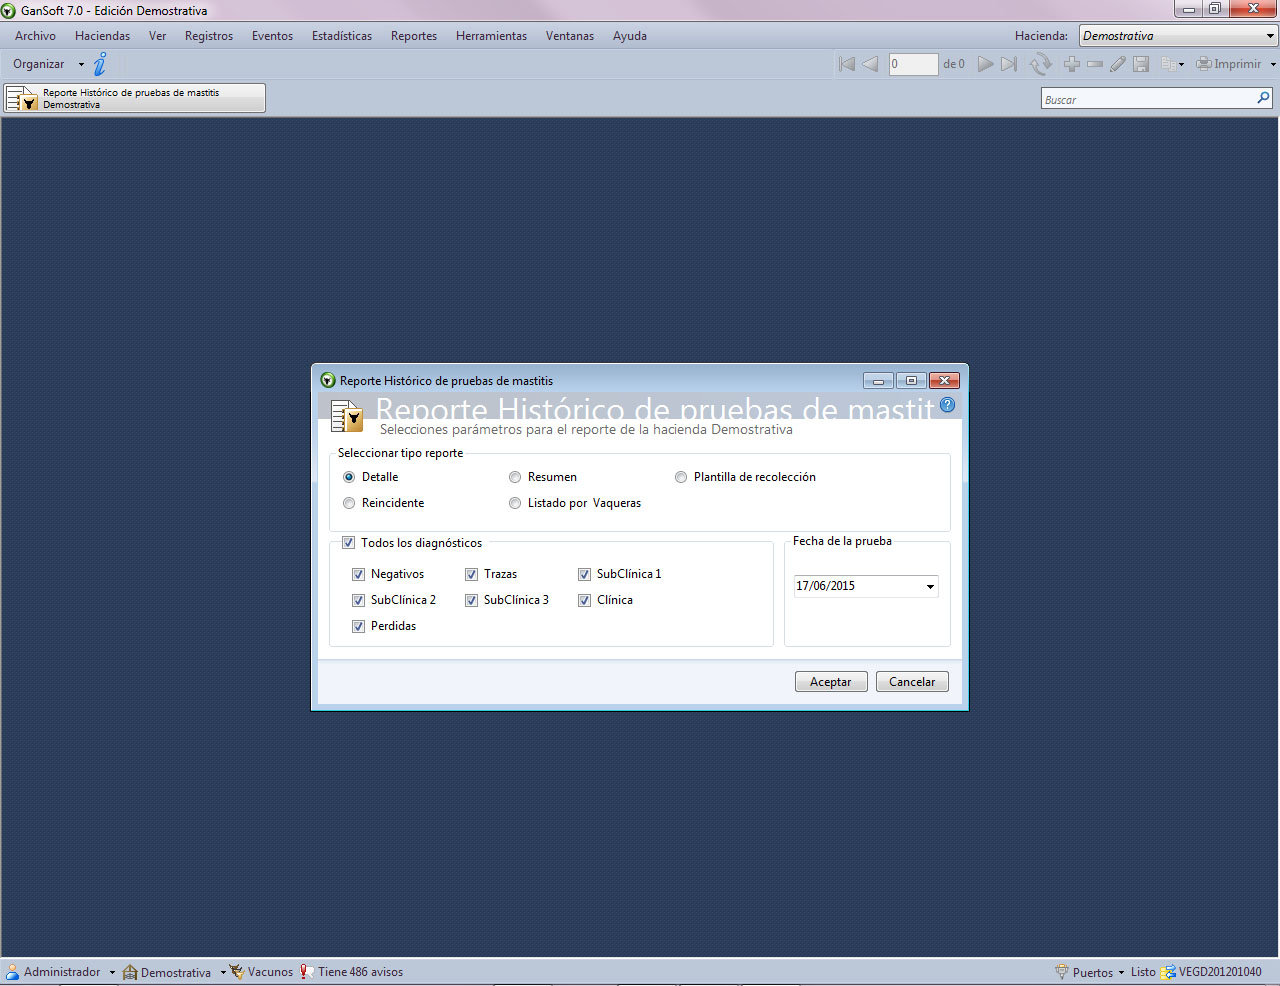 GanSoft 7.0 - Edición Demostrativa
Archivo Haciendas Ver Registros Eventos Estadísticas Reportes Herramientas Ventanas Ayuda Hacienda: Demostrativa
Organizar 0 de 0 Imprimir
Reporte Histórico de pruebas de mastitis
Demostrativa
Buscar
Reporte Histórico de pruebas de mastitis
Reporte Histórico de pruebas de mastit
Selecciones parámetros para el reporte de la hacienda Demostrativa
Seleccionar tipo reporte
Detalle Resumen Plantilla de recolección
Reincidente Listado por Vaqueras
Todos los diagnósticos Fecha de la prueba
Negativos Trazas SubClínica 1
17/06/2015
SubClínica 2 SubClínica 3 Clínica
Perdidas
Aceptar Cancelar
Administrador Demostrativa Vacunos Tiene 486 avisos Puertos Listo VEGD201201040